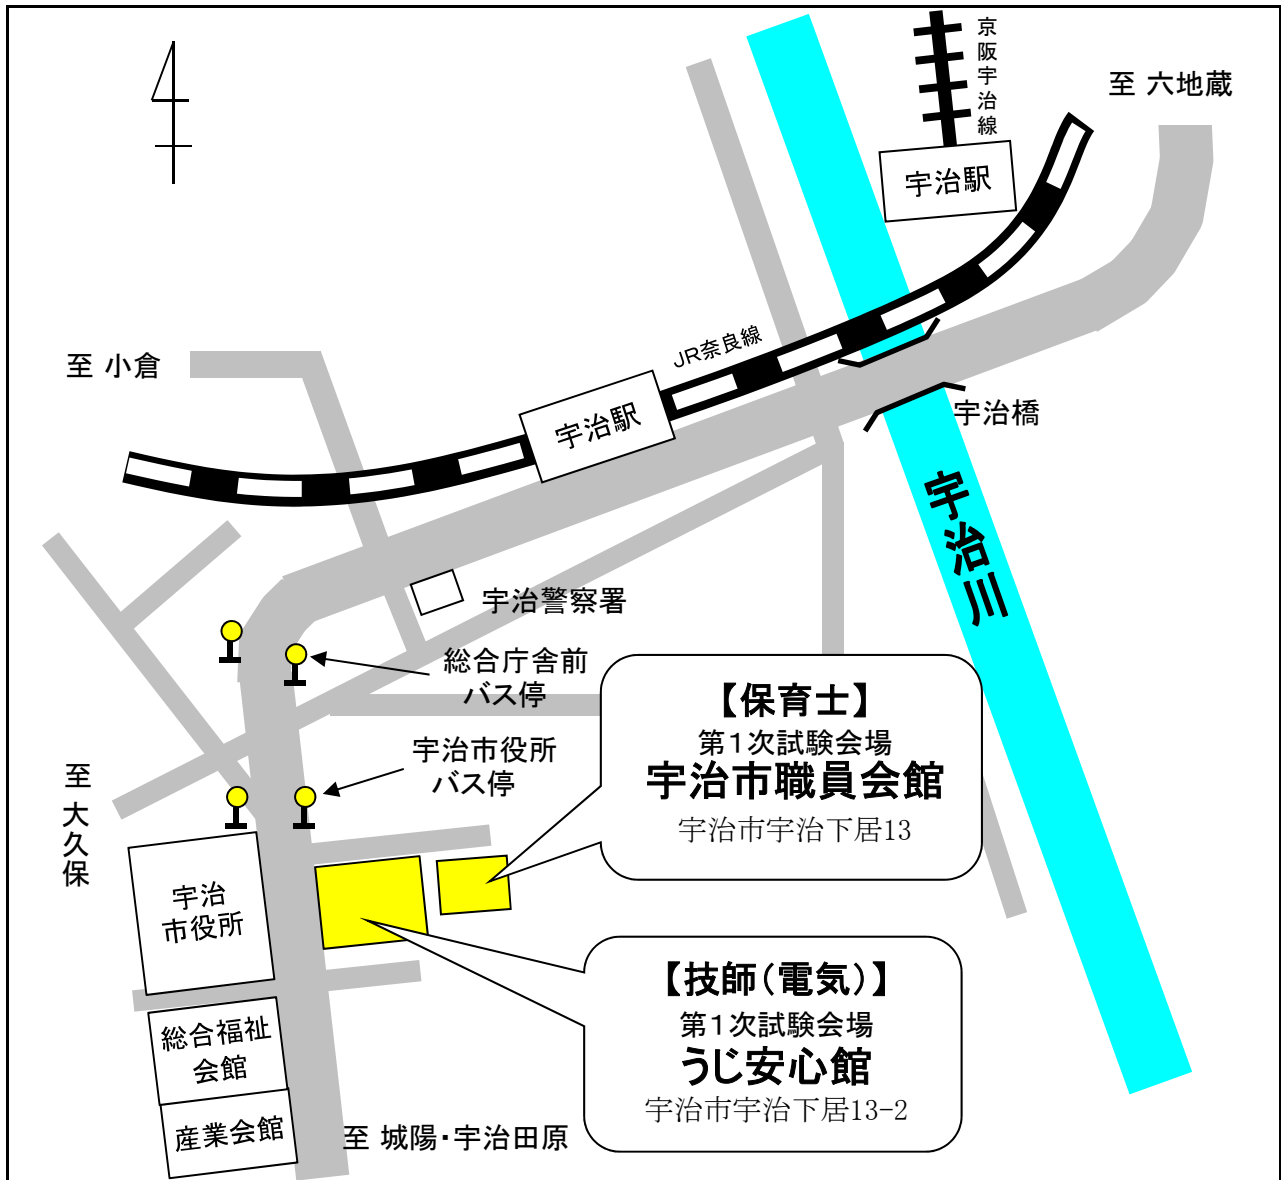 京阪宇治線
至 六地蔵
宇治駅
JR奈良線
至 小倉
宇治駅
宇治橋
宇治川
宇治警察署
総合庁舎前
バス停
宇治市役所
バス停
至 大久保
【保育士】
第1次試験会場
宇治市職員会館
宇治市宇治下居13
宇治
市役所
【技師(電気)】
第1次試験会場
うじ安心館
宇治市宇治下居13-2
総合福祉
会館
産業会館
至 城陽・宇治田原